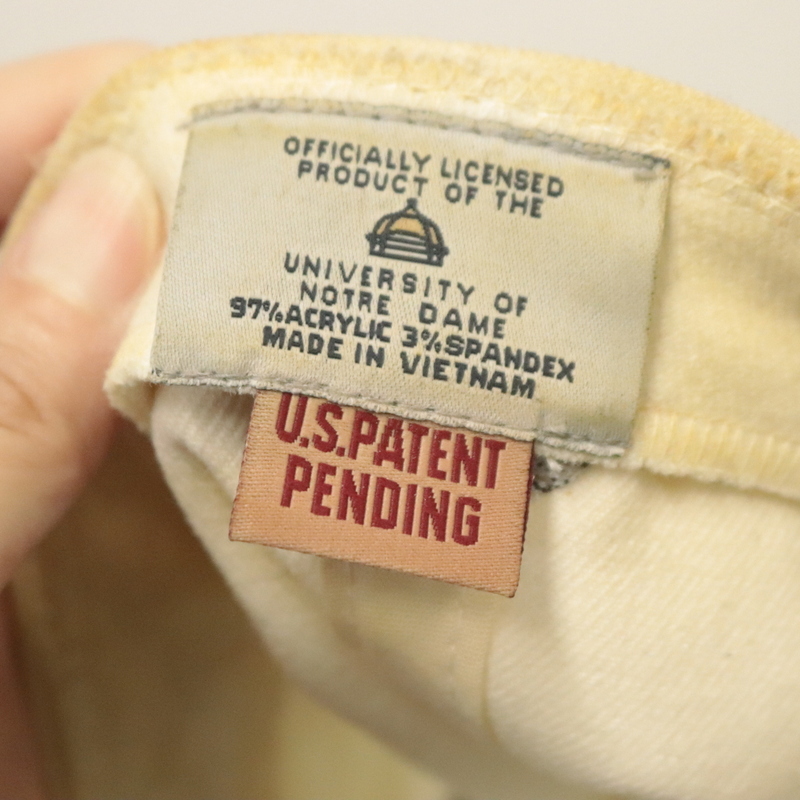 OFFICIALLY LICENSED
PRODUCT OF THE
UNIVERSITY OF
NOTRE DAME
97% ACRYLIC 3% SPANDEX
MADE IN VIETNAM
U.S. PATENT
PENDING